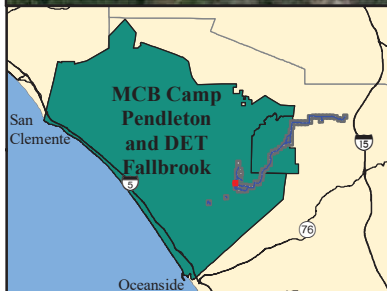 MCB Camp
Pendleton
and DET
Fallbrook
San
Clemente
5
15
76
Oceanside